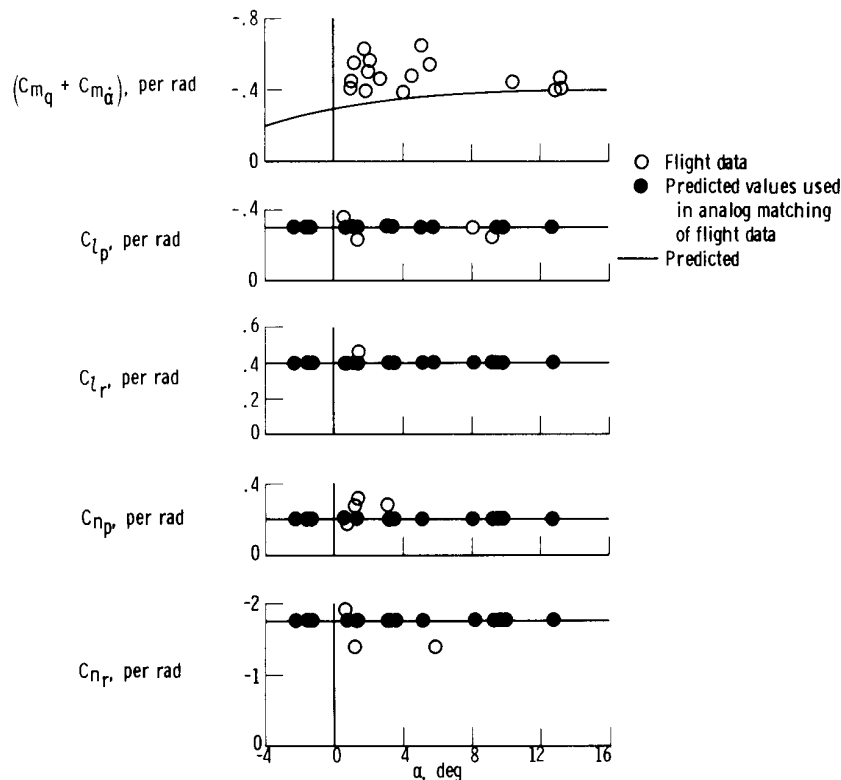 -.8
(Cmq + Cmα̇), per rad
-.4
0
○ Flight data
● Predicted values used
in analog matching
of flight data
— Predicted
-.4
Clp, per rad
0
.6
.4
Clr, per rad
.2
0
.4
Cnp, per rad
0
-2
Cnr, per rad
-1
0
-4 0 4 8 12 16
α, deg